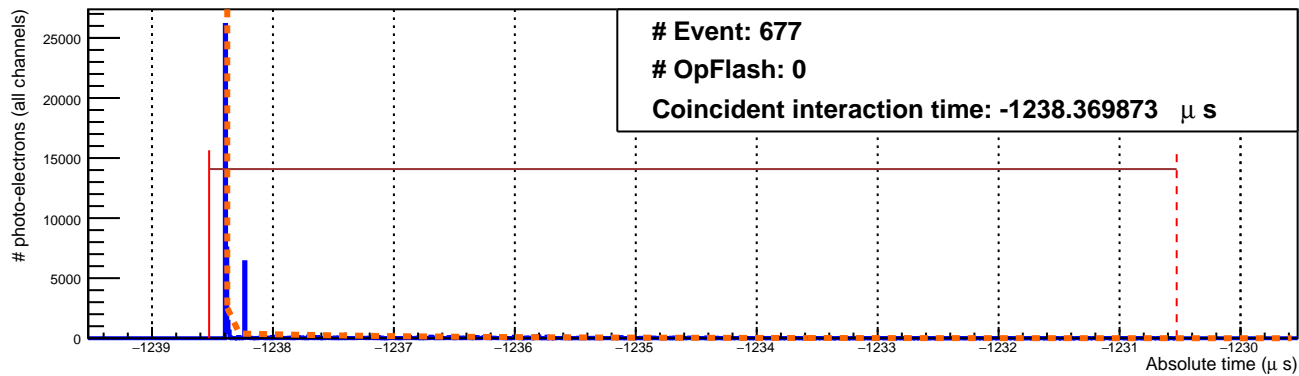 # Event: 677
# OpFlash: 0
Coincident interaction time: -1238.369873 μ s
# photo-electrons (all channels)
25000
20000
15000
10000
5000
0
−1239 −1238 −1237 −1236 −1235 −1234 −1233 −1232 −1231 −1230
Absolute time (μ s)